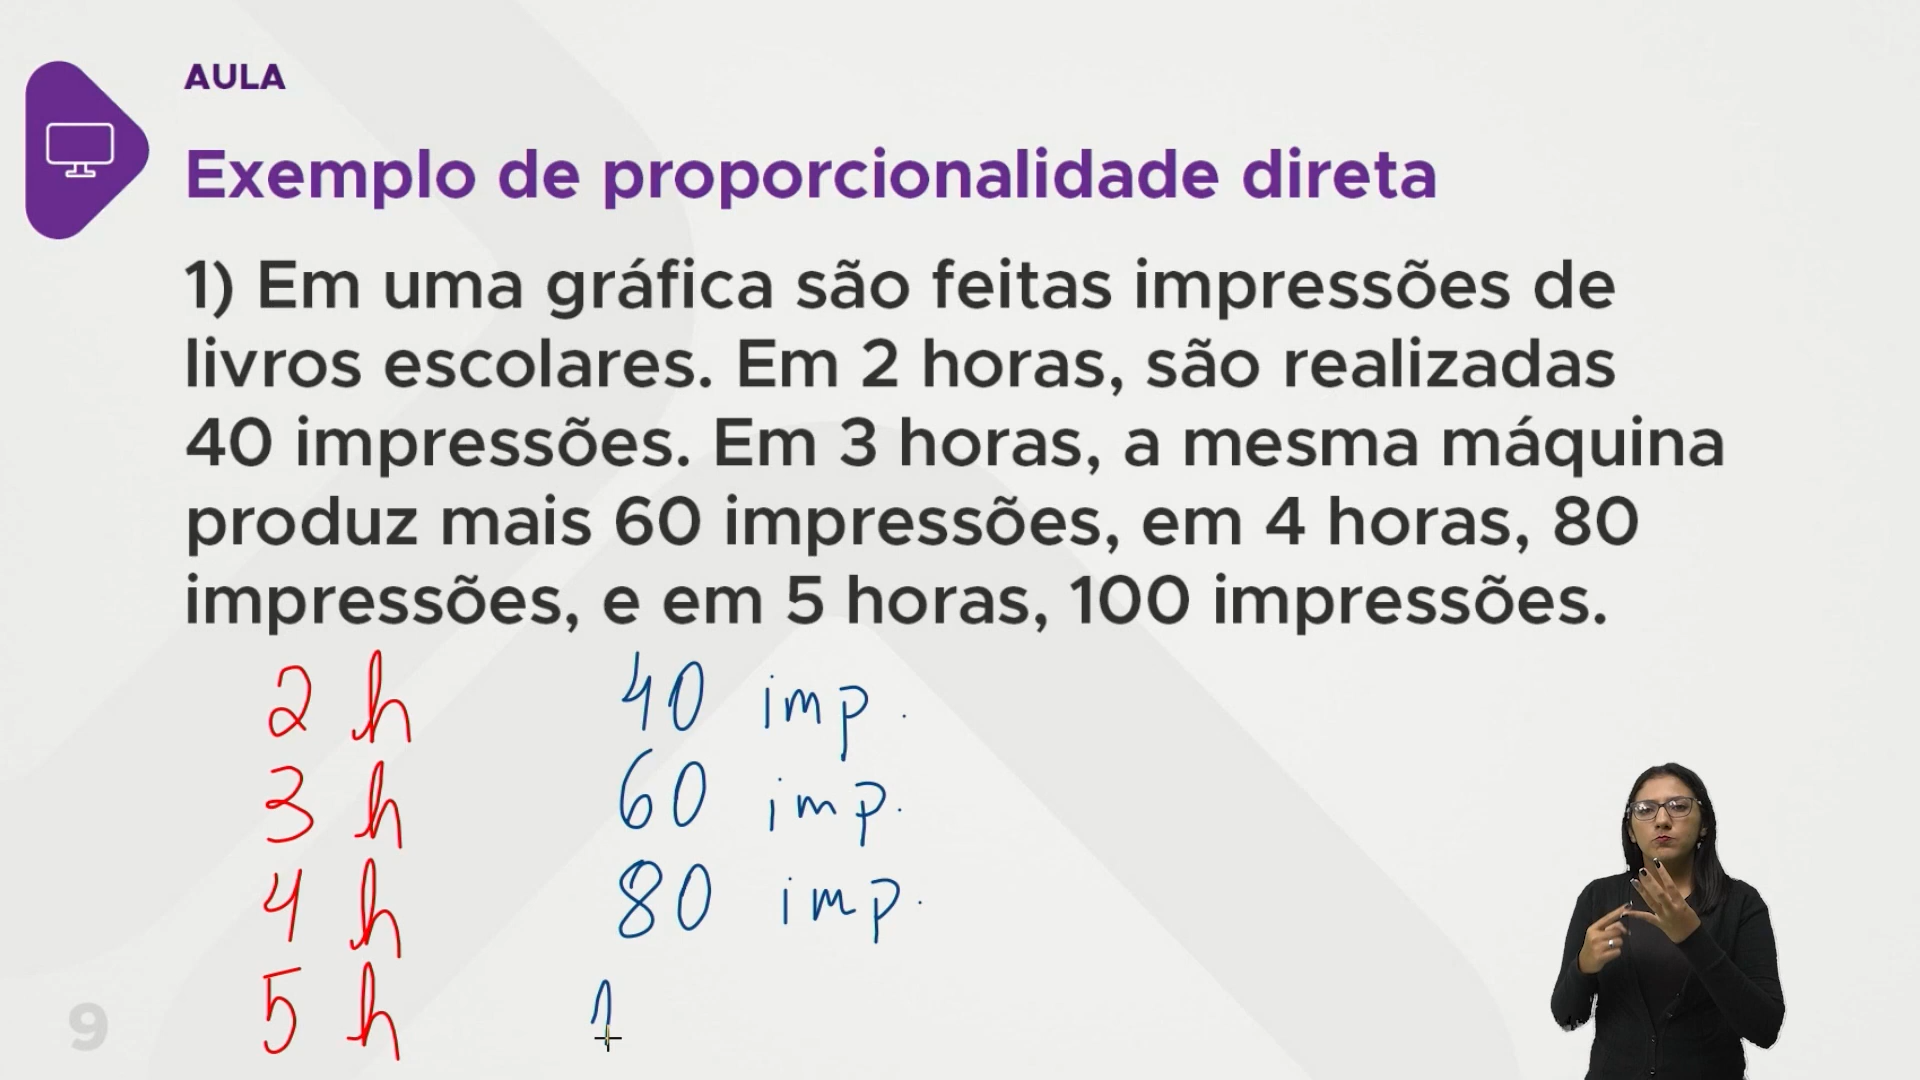 AULA
Exemplo de proporcionalidade direta
1) Em uma gráfica são feitas impressões de
livros escolares. Em 2 horas, são realizadas
40 impressões. Em 3 horas, a mesma máquina
produz mais 60 impressões, em 4 horas, 80
impressões, e em 5 horas, 100 impressões.
2 h 40 imp.
3 h 60 imp.
4 h 80 imp.
5 h 1
9